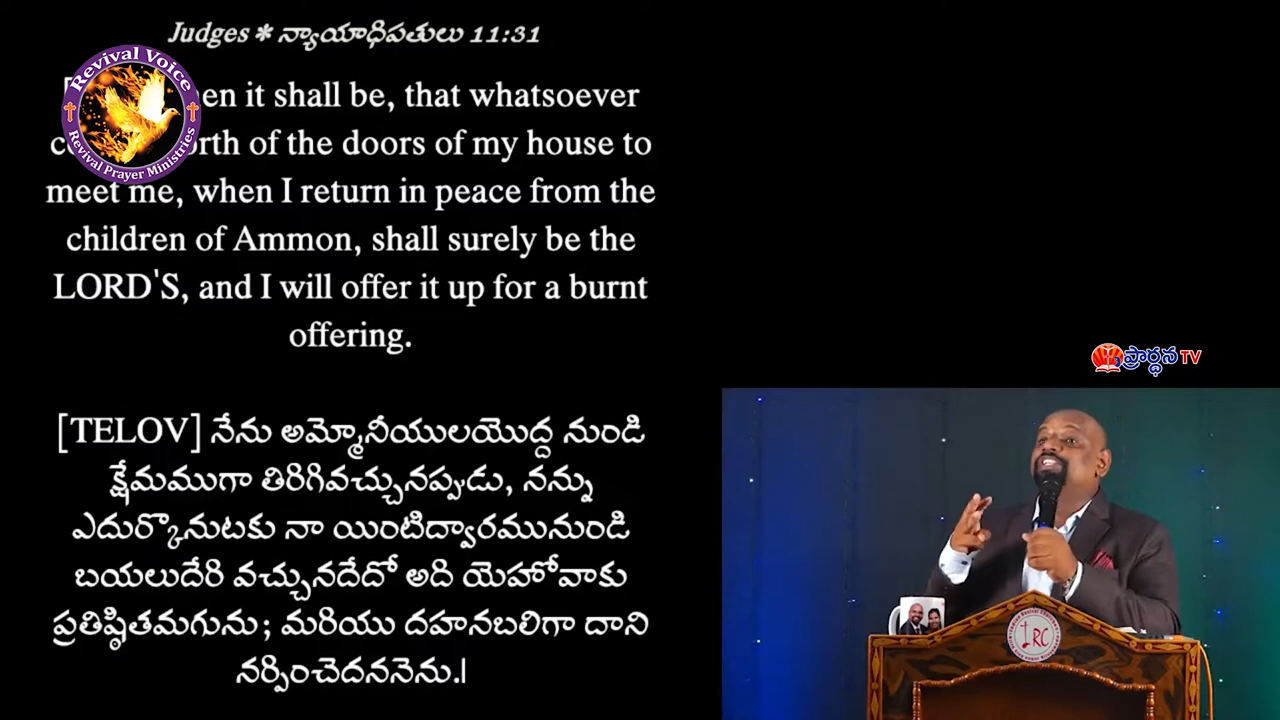 Judges * న్యాయాధిపతులు 11:31
Revival Voice
Revival Prayer Ministries
it shall be, that whatsoever
of the doors of my house to
meet me, when I return in peace from the
children of Ammon, shall surely be the
LORD'S, and I will offer it up for a burnt
offering.
[TELOV] నేను అమ్మోనీయులయొద్ద నుండి
క్షేమముగా తిరిగివచ్చునప్పుడు, నన్ను
ఎదుర్కొనుటకు నా యింటిద్వారమునుండి
బయలుదేరి వచ్చునదేదో అది యెహోవాకు
ప్రతిష్ఠితమగును; మరియు దహనబలిగా దాని
నర్పించెదననెను.|
ప్రార్థన TV
RC